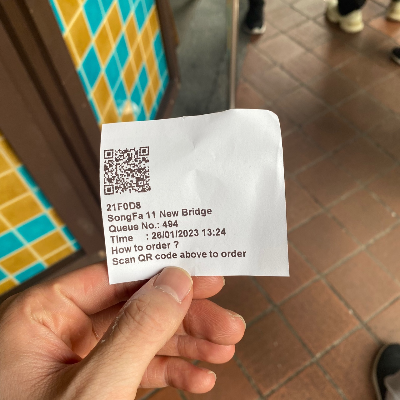 21F0D8
SongFa 11 New Bridge
Queue No.: 494
Time : 26/01/2023 13:24
How to order ?
Scan QR code above to order